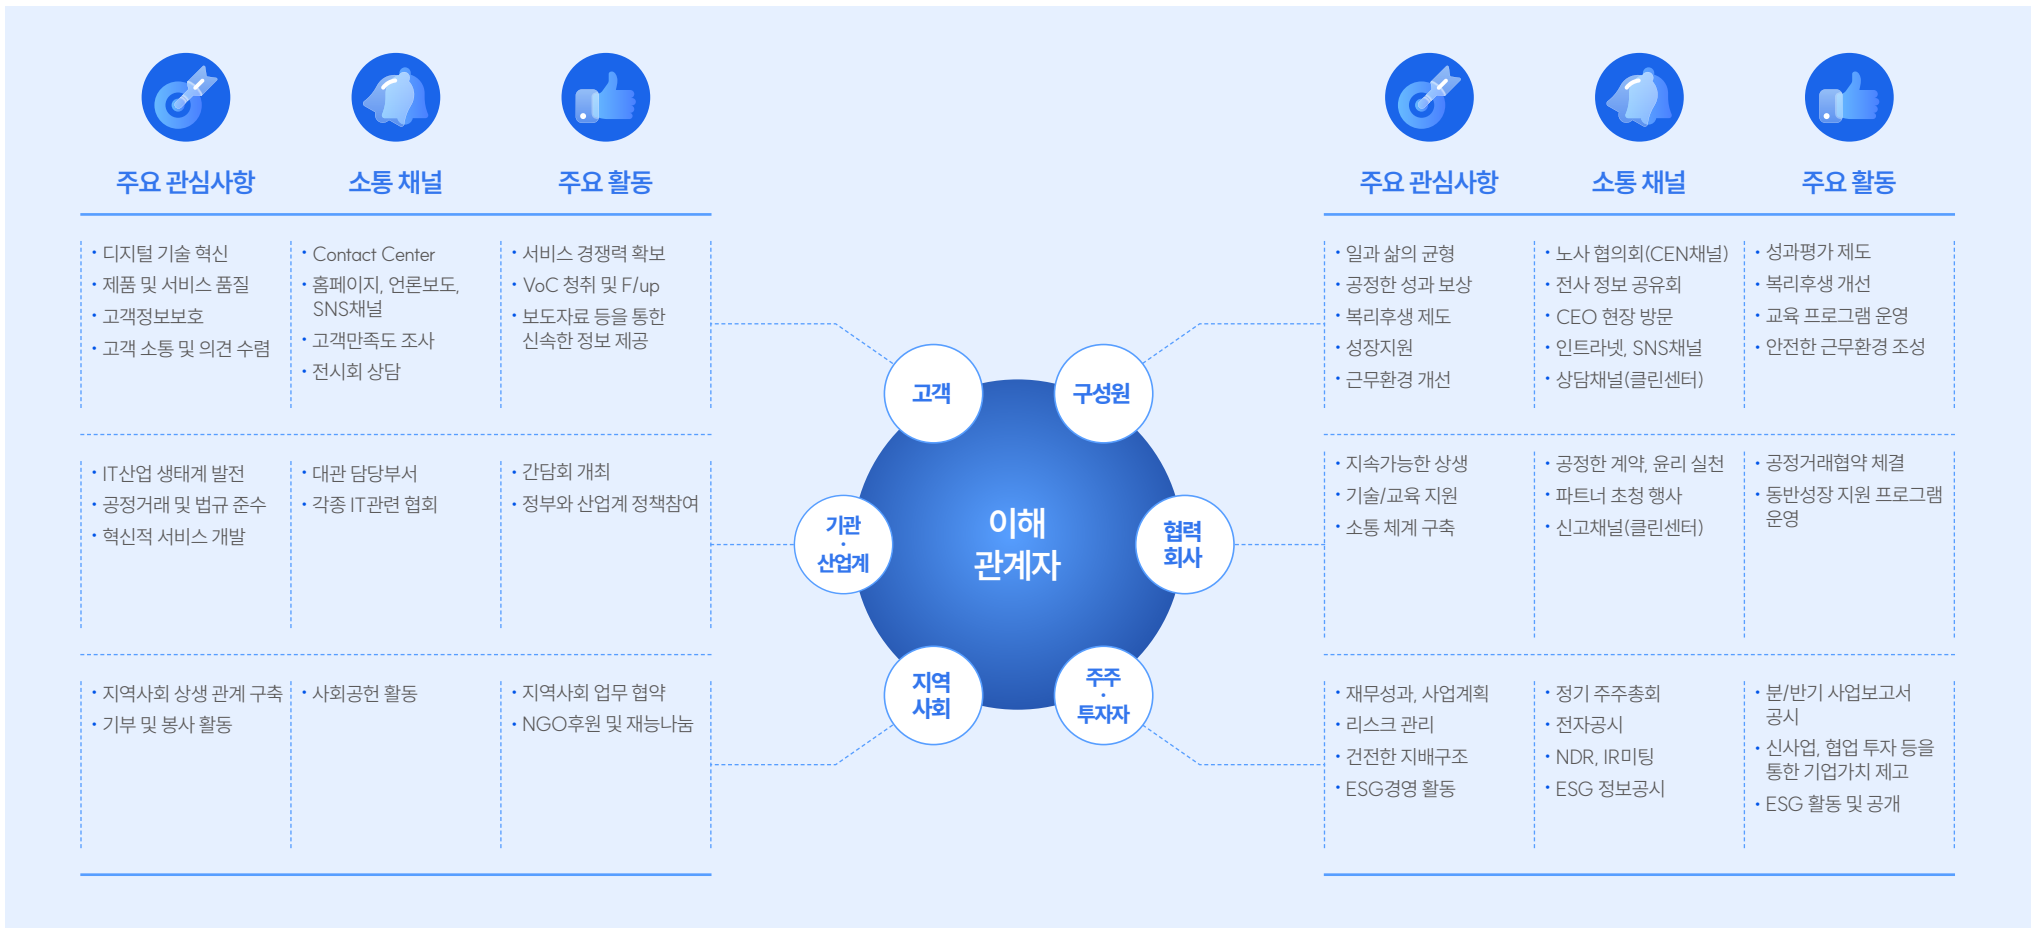 주요 관심사항
소통 채널
주요 활동
· 디지털 기술 혁신
· 제품 및 서비스 품질
· 고객정보보호
· 고객 소통 및 의견 수렴
· Contact Center
· 홈페이지, 언론보도,
SNS채널
· 고객만족도 조사
· 전시회 상담
· 서비스 경쟁력 확보
· VoC 청취 및 F/up
· 보도자료 등을 통한
신속한 정보 제공
· IT산업 생태계 발전
· 공정거래 및 법규 준수
· 혁신적 서비스 개발
· 대관 담당부서
· 각종 IT관련 협회
· 간담회 개최
· 정부와 산업계 정책참여
· 지역사회 상생 관계 구축
· 기부 및 봉사 활동
· 사회공헌 활동
· 지역사회 업무 협약
· NGO후원 및 재능나눔
고객
기관
·
산업계
지역
사회
이해
관계자
구성원
협력
회사
주주
·
투자자
주요 관심사항
소통 채널
주요 활동
· 일과 삶의 균형
· 공정한 성과 보상
· 복리후생 제도
· 성장지원
· 근무환경 개선
· 노사 협의회(CEN채널)
· 전사 정보 공유회
· CEO 현장 방문
· 인트라넷, SNS채널
· 상담채널(클린센터)
· 성과평가 제도
· 복리후생 개선
· 교육 프로그램 운영
· 안전한 근무환경 조성
· 지속가능한 상생
· 기술/교육 지원
· 소통 체계 구축
· 공정한 계약, 윤리 실천
· 파트너 초청 행사
· 신고채널(클린센터)
· 공정거래협약 체결
· 동반성장 지원 프로그램
운영
· 재무성과, 사업계획
· 리스크 관리
· 건전한 지배구조
· ESG경영 활동
· 정기 주주총회
· 전자공시
· NDR, IR미팅
· ESG 정보공시
· 분/반기 사업보고서
공시
· 신사업, 협업 투자 등을
통한 기업가치 제고
· ESG 활동 및 공개